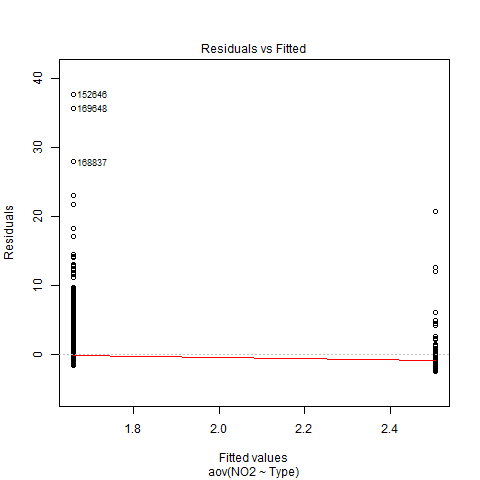 Residuals vs Fitted
40
30
20
10
0
Residuals
152646
169648
168837
1.8 2.0 2.2 2.4
Fitted values
aov(NO2 ~ Type)